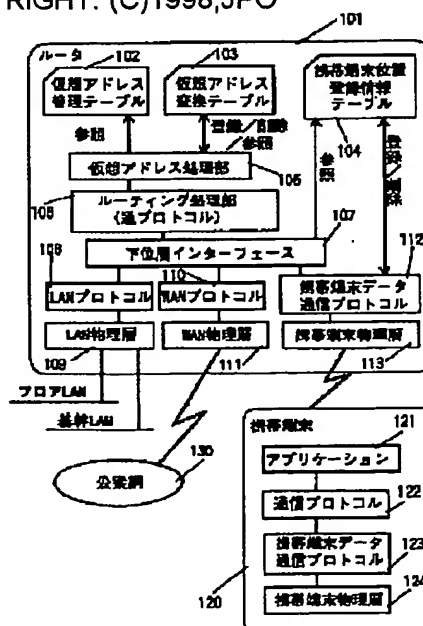 RIGHT: (C)1998,JPO
101
ルータ
102
103
仮想アドレス
管理テーブル
仮想アドレス
変換テーブル
携帯端末位置
登録情報
テーブル
104
参照
登録/削除
参照
参照
登録/削除
仮想アドレス処理部
105
106
ルーティング処理部
(通プロトコル)
107
下位層インターフェース
108
110
112
LANプロトコル
WANプロトコル
携帯端末データ
通信プロトコル
LAN物理層
WAN物理層
携帯端末物理層
109
111
113
フロアLAN
基幹LAN
公衆網
130
携帯端末
121
アプリケーション
122
通信プロトコル
携帯端末データ
通信プロトコル
123
124
携帯端末物理層
120